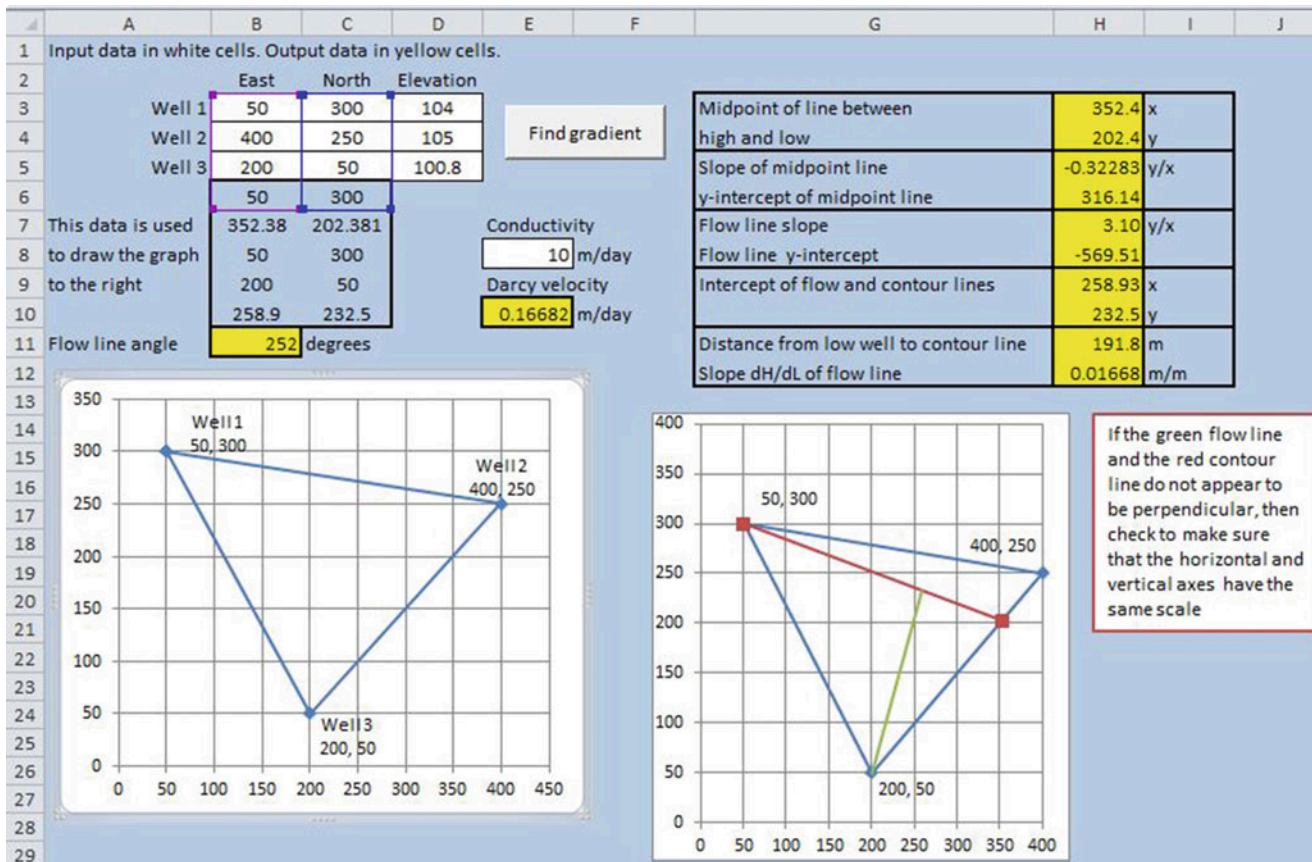 A B C D E F G H I J
1 Input data in white cells. Output data in yellow cells.
2 East North Elevation
3 Well 1 50 300 104 Midpoint of line between 352.4 x
4 Well 2 400 250 105 Find gradient high and low 202.4 y
5 Well 3 200 50 100.8 Slope of midpoint line -0.32283 y/x
6 50 300 y-intercept of midpoint line 316.14
7 This data is used 352.38 202.381 Conductivity Flow line slope 3.10 y/x
8 to draw the graph 50 300 10 m/day Flow line y-intercept -569.51
9 to the right 200 50 Darcy velocity Intercept of flow and contour lines 258.93 x
10 258.9 232.5 0.16682 m/day 232.5 y
11 Flow line angle 252 degrees Distance from low well to contour line 191.8 m
12 Slope dH/dL of flow line 0.01668 m/m
13
14
15
16
17
18
19
20
21
22
23
24
25
26
27
28
29
350
300
250
200
150
100
50
0
Well1
50, 300
Well2
400, 250
Well3
200, 50
0 50 100 150 200 250 300 350 400 450
400
350
300
250
200
150
100
50
0
50, 300
400, 250
200, 50
0 50 100 150 200 250 300 350 400
If the green flow line
and the red contour
line do not appear to
be perpendicular, then
check to make sure
that the horizontal and
vertical axes have the
same scale